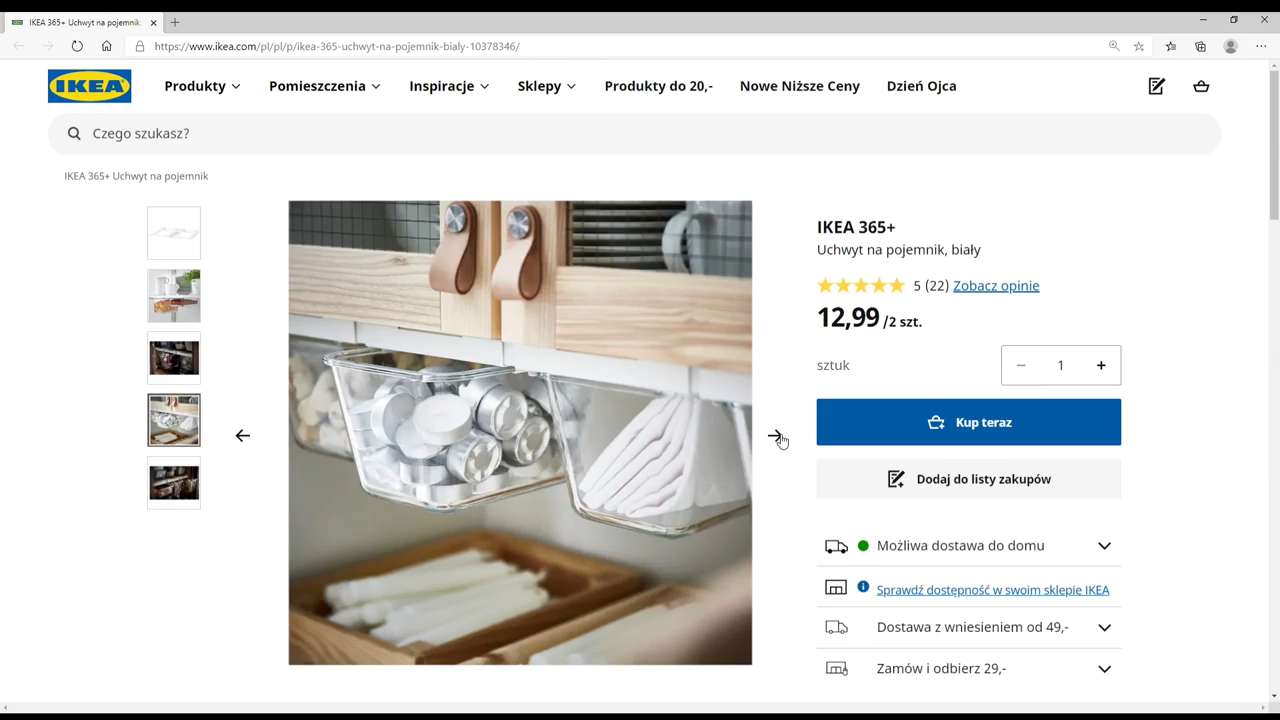 IKEA 365+ Uchwyt na pojemnik
https://www.ikea.com/pl/pl/p/ikea-365-uchwyt-na-pojemnik-bialy-10378346/
IKEA Produkty Pomieszczenia Inspiracje Sklepy Produkty do 20,- Nowe Niższe Ceny Dzień Ojca
Czego szukasz?
IKEA 365+ Uchwyt na pojemnik
IKEA 365+
Uchwyt na pojemnik, biały
5 (22) Zobacz opinie
12,99 /2 szt.
sztuk − 1 +
Kup teraz
Dodaj do listy zakupów
Możliwa dostawa do domu
Sprawdź dostępność w swoim sklepie IKEA
Dostawa z wniesieniem od 49,-
Zamów i odbierz 29,-